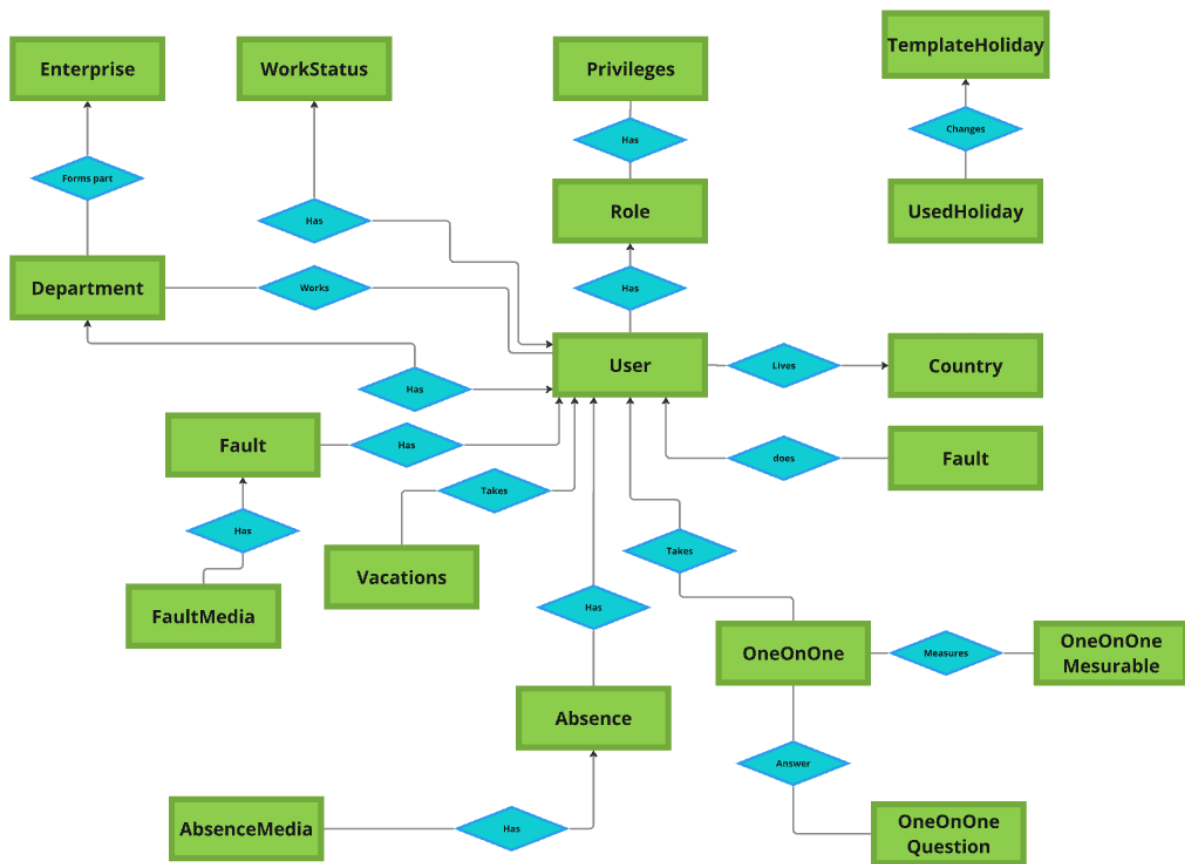 TemplateHoliday
Enterprise
WorkStatus
Privileges
Changes
Has
Forms part
Role
UsedHoliday
Has
Department
Works
Has
User
Lives
Country
Has
Fault
Has
does
Fault
Takes
Has
Takes
Vacations
FaultMedia
Has
OneOnOne
Measures
OneOnOne
Mesurable
Absence
Answer
AbsenceMedia
Has
OneOnOne
Question